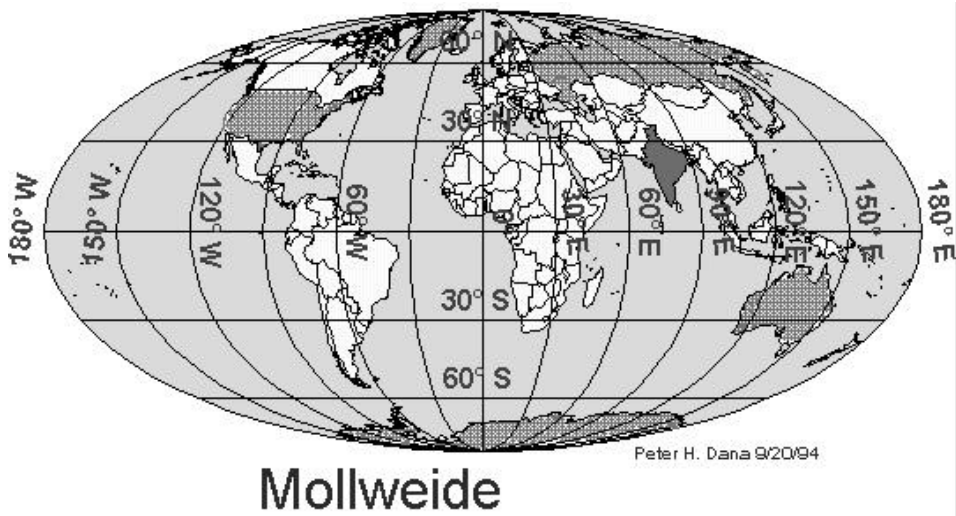 60° N
30° N
180° W
150° W
120° W
60° W
0°
30° E
60° E
90° E
120° E
150° E
180° E
30° S
60° S
Peter H. Dana 9/20/94
Mollweide